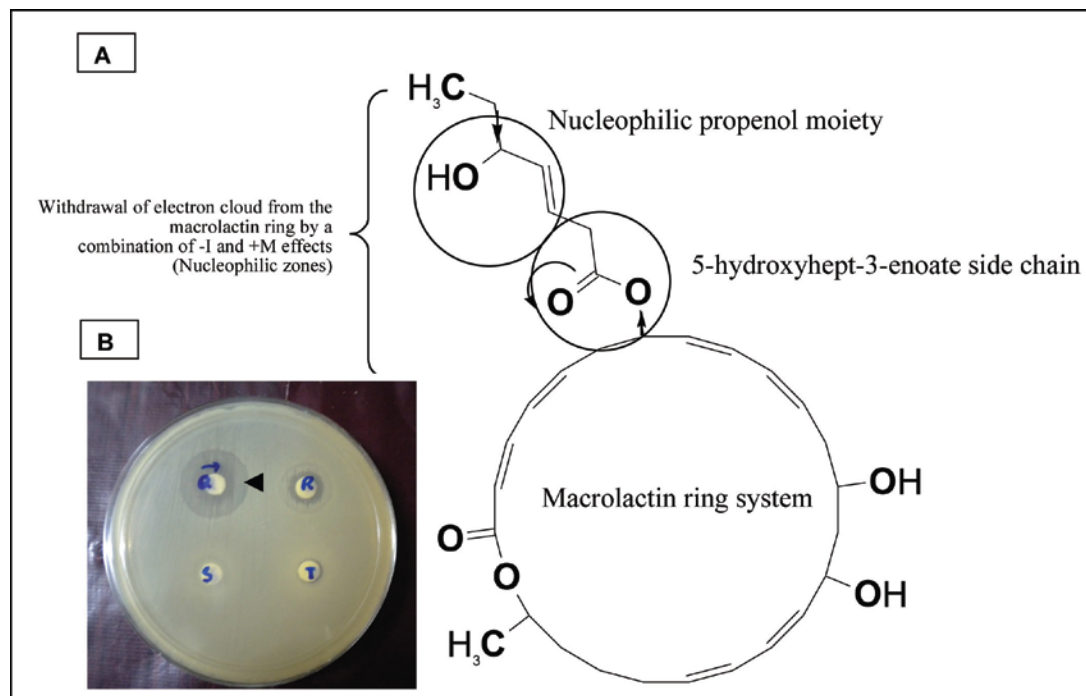 A
H3C
Nucleophilic propenol moiety
HO
Withdrawal of electron cloud from the
macrolactin ring by a
combination of -I and +M effects
(Nucleophilic zones)
5-hydroxyhept-3-enoate side chain
O
O
B
R
S
T
Macrolactin ring system
OH
O
O
OH
H3C